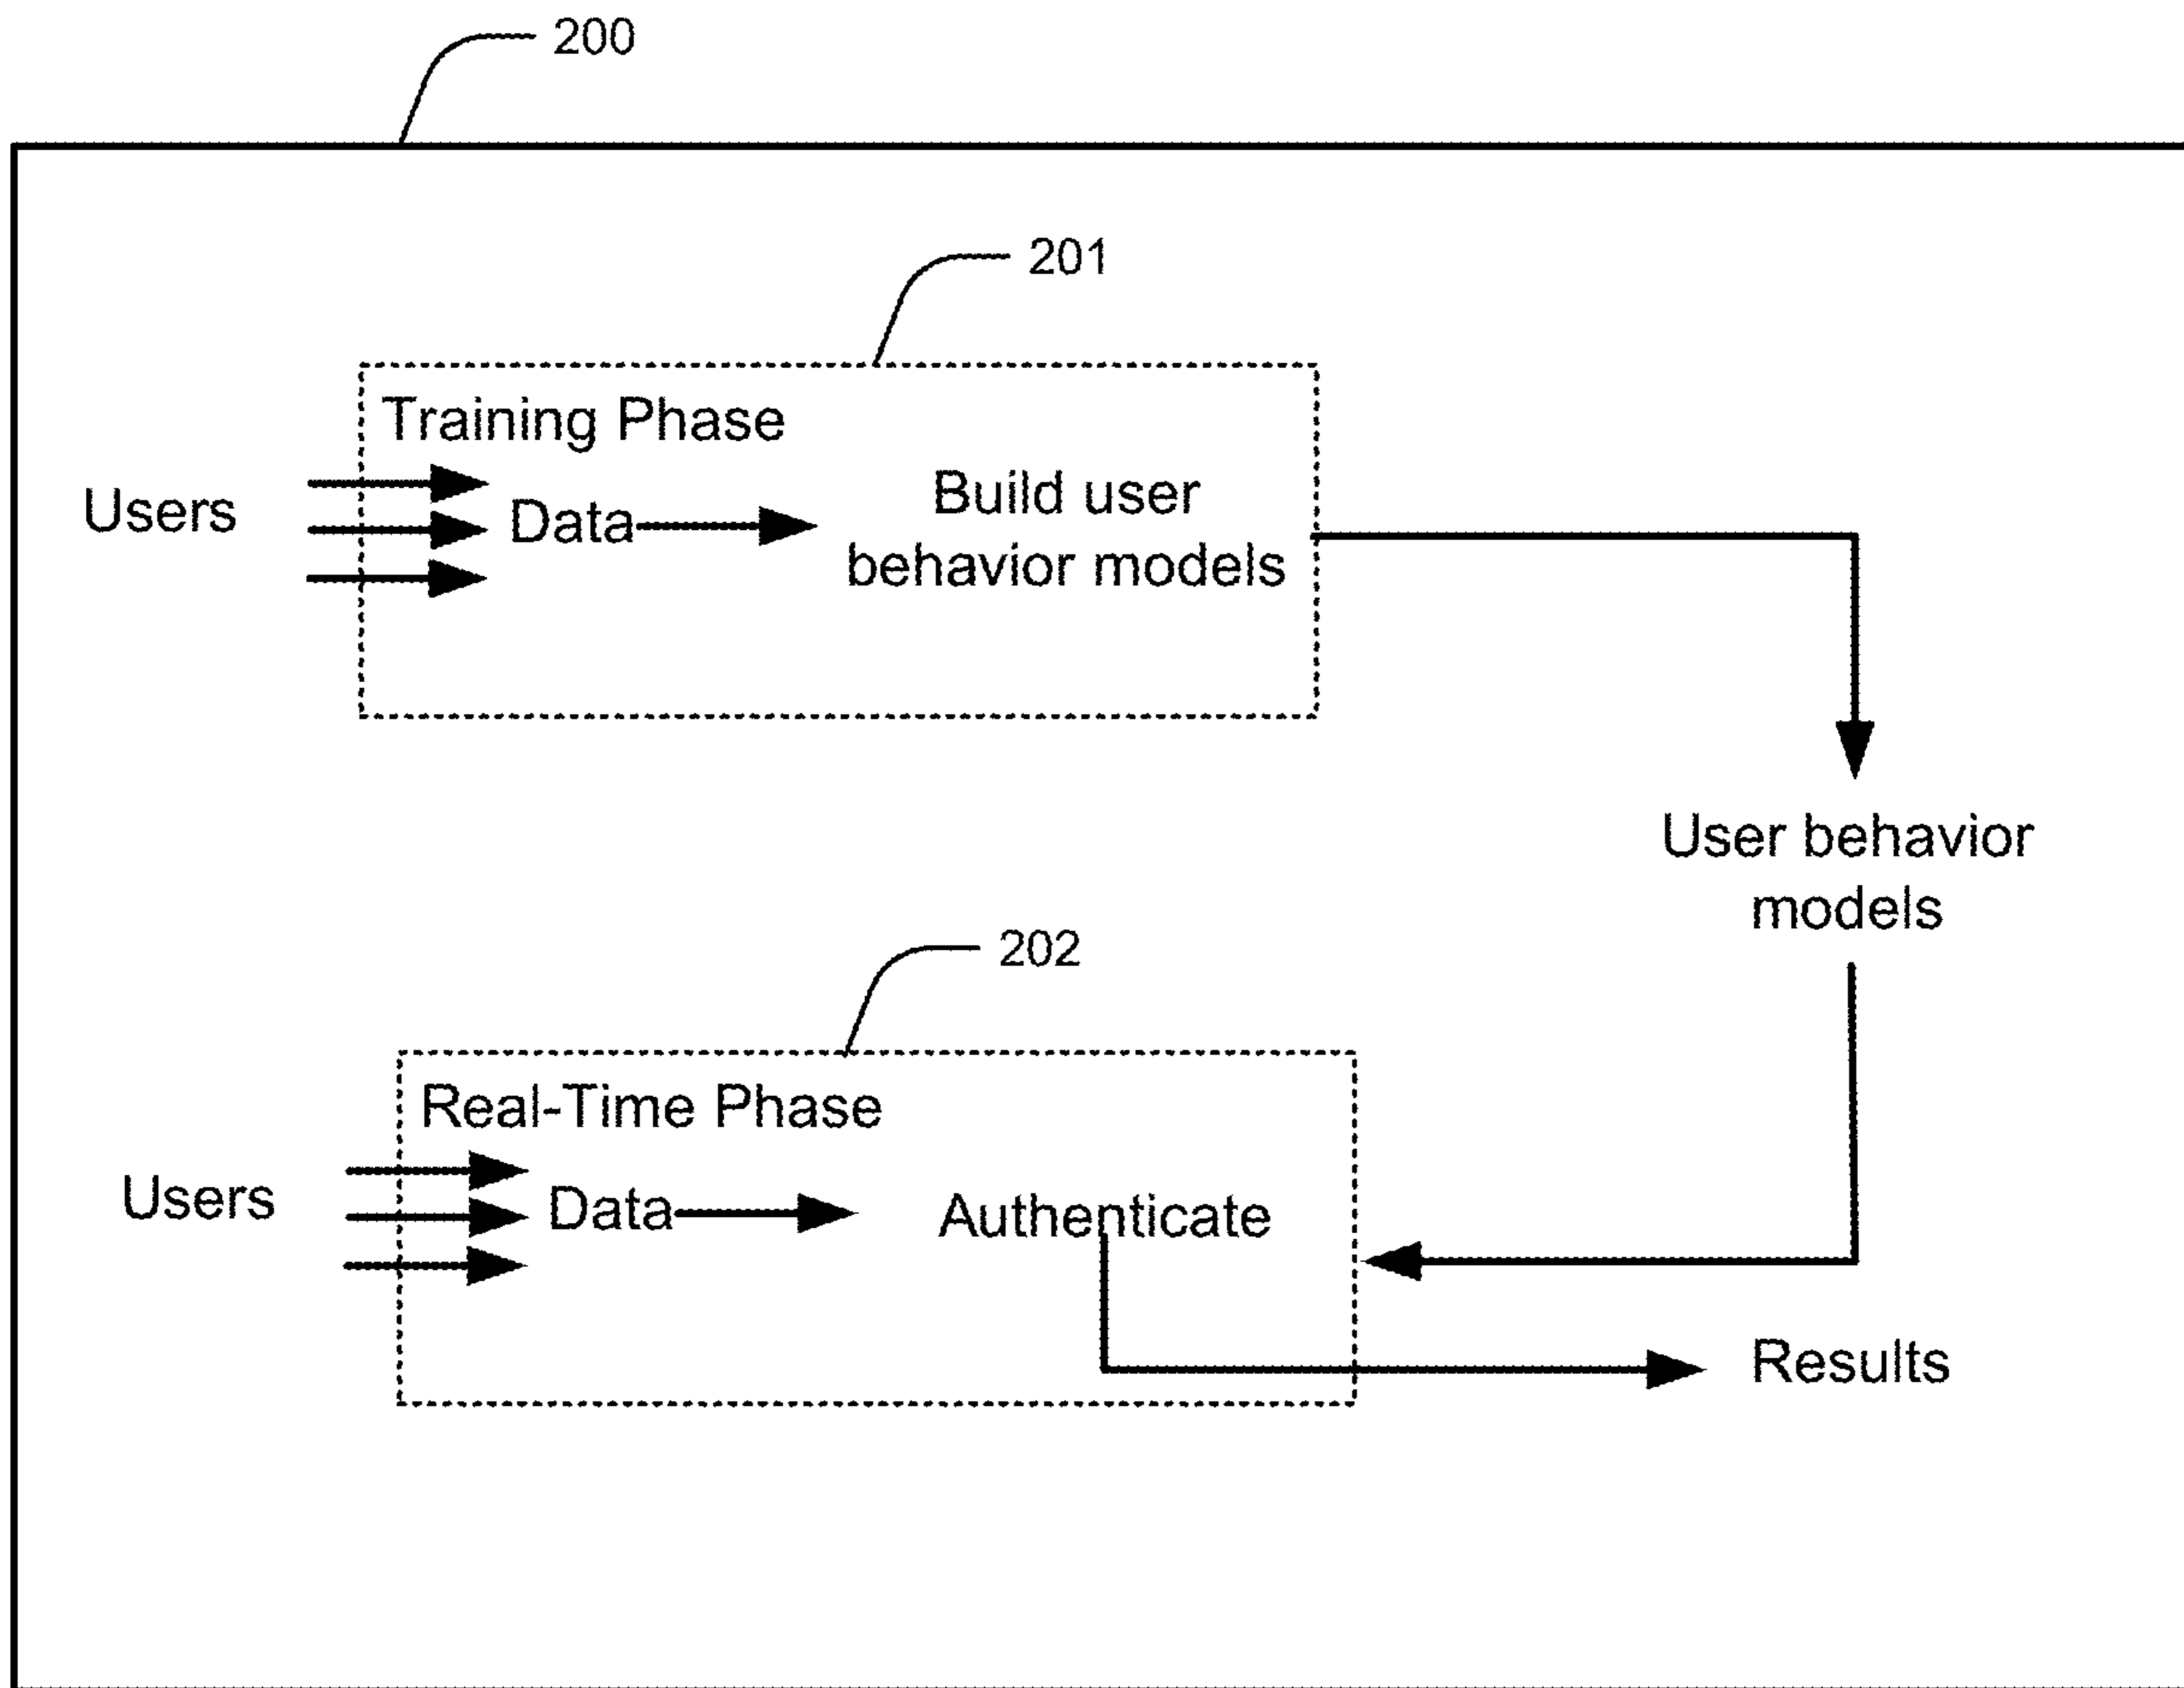 200
201
Training Phase
Users
Data
Build user
behavior models
User behavior
models
202
Real-Time Phase
Users
Data
Authenticate
Results